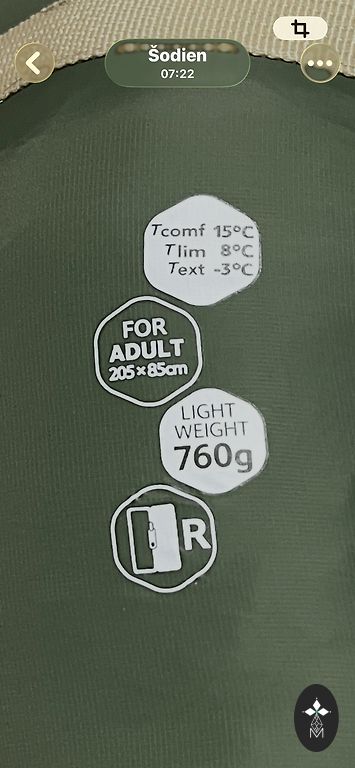 Šodien
07:22
Tcomf 15°C
Tlim 8°C
Text -3°C
FOR
ADULT
205×85cm
LIGHT
WEIGHT
760g
R
M